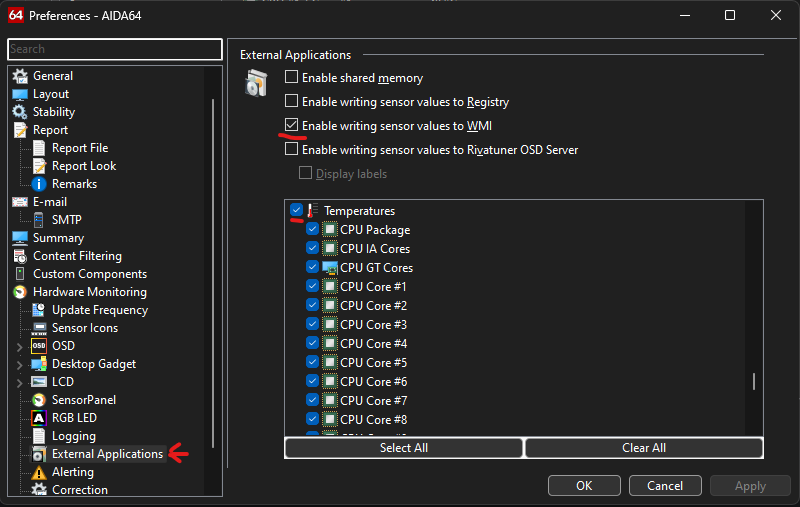 64 Preferences - AIDA64
Search
General
Layout
Stability
Report
Report File
Report Look
Remarks
E-mail
SMTP
Summary
Content Filtering
Custom Components
Hardware Monitoring
Update Frequency
Sensor Icons
OSD OSD
Desktop Gadget
LCD
SensorPanel
A RGB LED
Logging
External Applications
Alerting
Correction
External Applications
Enable shared memory
Enable writing sensor values to Registry
Enable writing sensor values to WMI
Enable writing sensor values to Rivatuner OSD Server
Display labels
Temperatures
CPU Package
CPU IA Cores
CPU GT Cores
CPU Core #1
CPU Core #2
CPU Core #3
CPU Core #4
CPU Core #5
CPU Core #6
CPU Core #7
CPU Core #8
Select All
Clear All
OK
Cancel
Apply